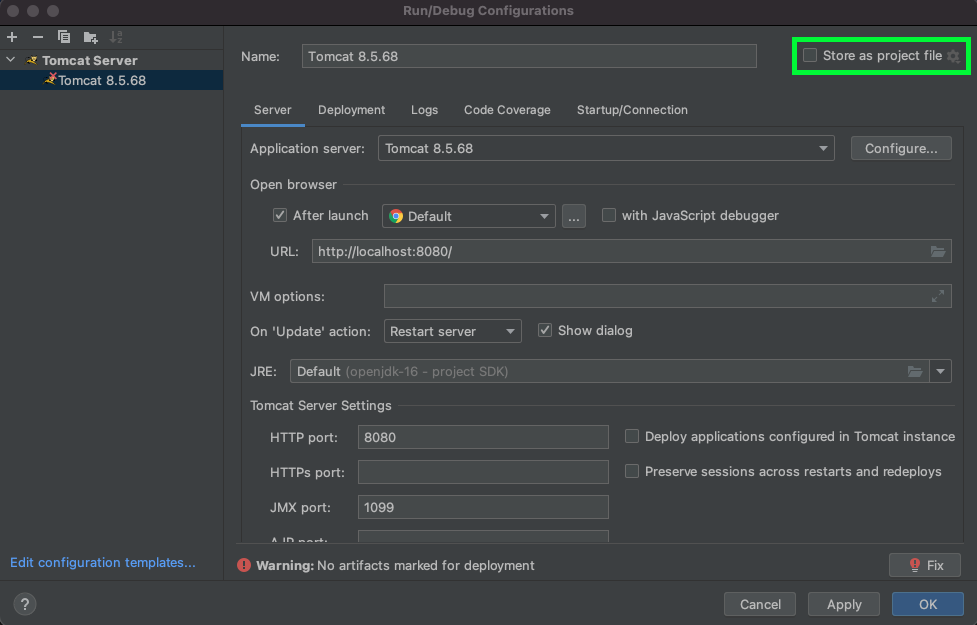 Run/Debug Configurations
Tomcat Server
Tomcat 8.5.68
Name: Tomcat 8.5.68 Store as project file
Server Deployment Logs Code Coverage Startup/Connection
Application server: Tomcat 8.5.68 Configure...
Open browser
After launch Default ... with JavaScript debugger
URL: http://localhost:8080/
VM options:
On 'Update' action: Restart server Show dialog
JRE: Default (openjdk-16 - project SDK)
Tomcat Server Settings
HTTP port: 8080 Deploy applications configured in Tomcat instance
HTTPs port: Preserve sessions across restarts and redeploys
JMX port: 1099
AJP port:
Edit configuration templates...
Warning: No artifacts marked for deployment Fix
? Cancel Apply OK